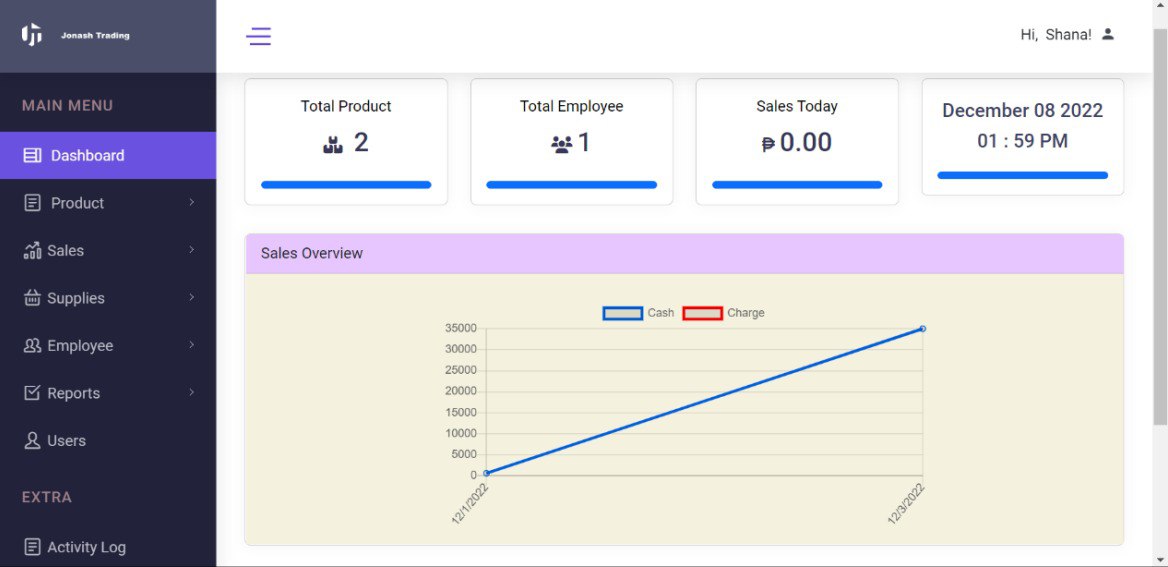 Jonash Trading
Hi, Shana!
MAIN MENU
Dashboard
Product
Sales
Supplies
Employee
Reports
Users
EXTRA
Activity Log
Total Product
2
Total Employee
1
Sales Today
₱0.00
December 08 2022
01 : 59 PM
Sales Overview
Cash Charge
35000
30000
25000
20000
15000
10000
5000
0
12/1/2022
12/3/2022